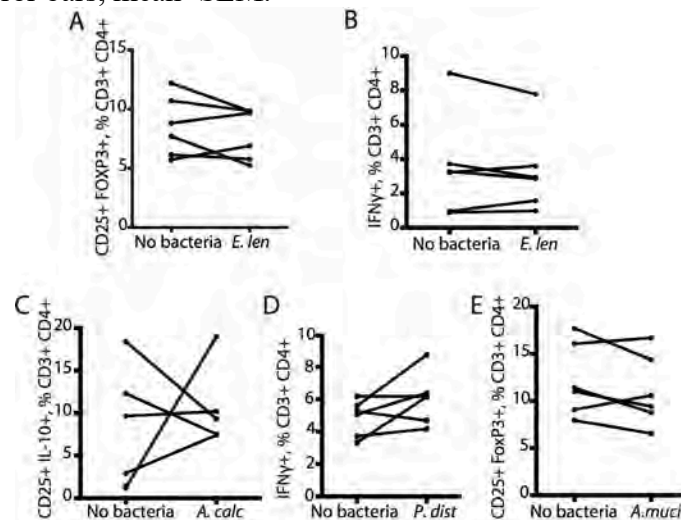 bars, mean SEM.
A
B
CD25+ FOXP3+, % CD3+ CD4+
15
10
5
0
No bacteria E. len
IFNγ+, % CD3+ CD4+
10
8
6
4
2
0
No bacteria E. len
C
D
E
CD25+ IL-10+, % CD3+ CD4+
20
15
10
5
0
No bacteria A. calc
IFNγ+, % CD3+ CD4+
10
8
6
4
2
0
No bacteria P. dist
CD25+ FoxP3+, % CD3+ CD4+
20
15
10
5
0
No bacteria A.muci